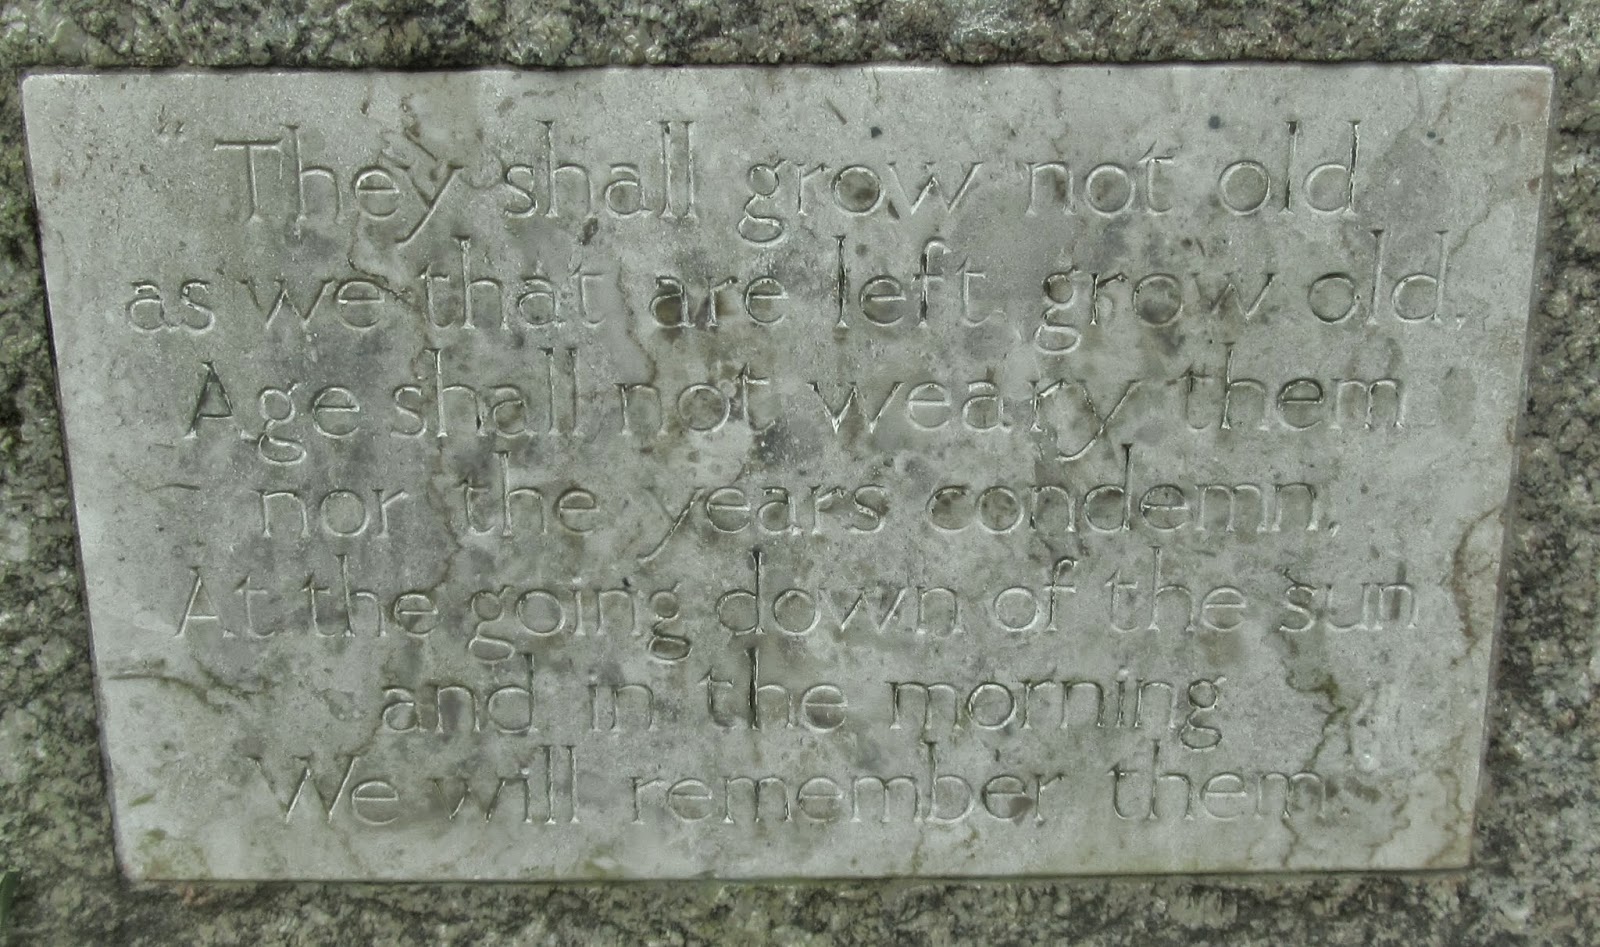 "They shall grow not old
as we that are left grow old.
Age shall not weary them
nor the years condemn,
At the going down of the sun
and in the morning
We will remember them."